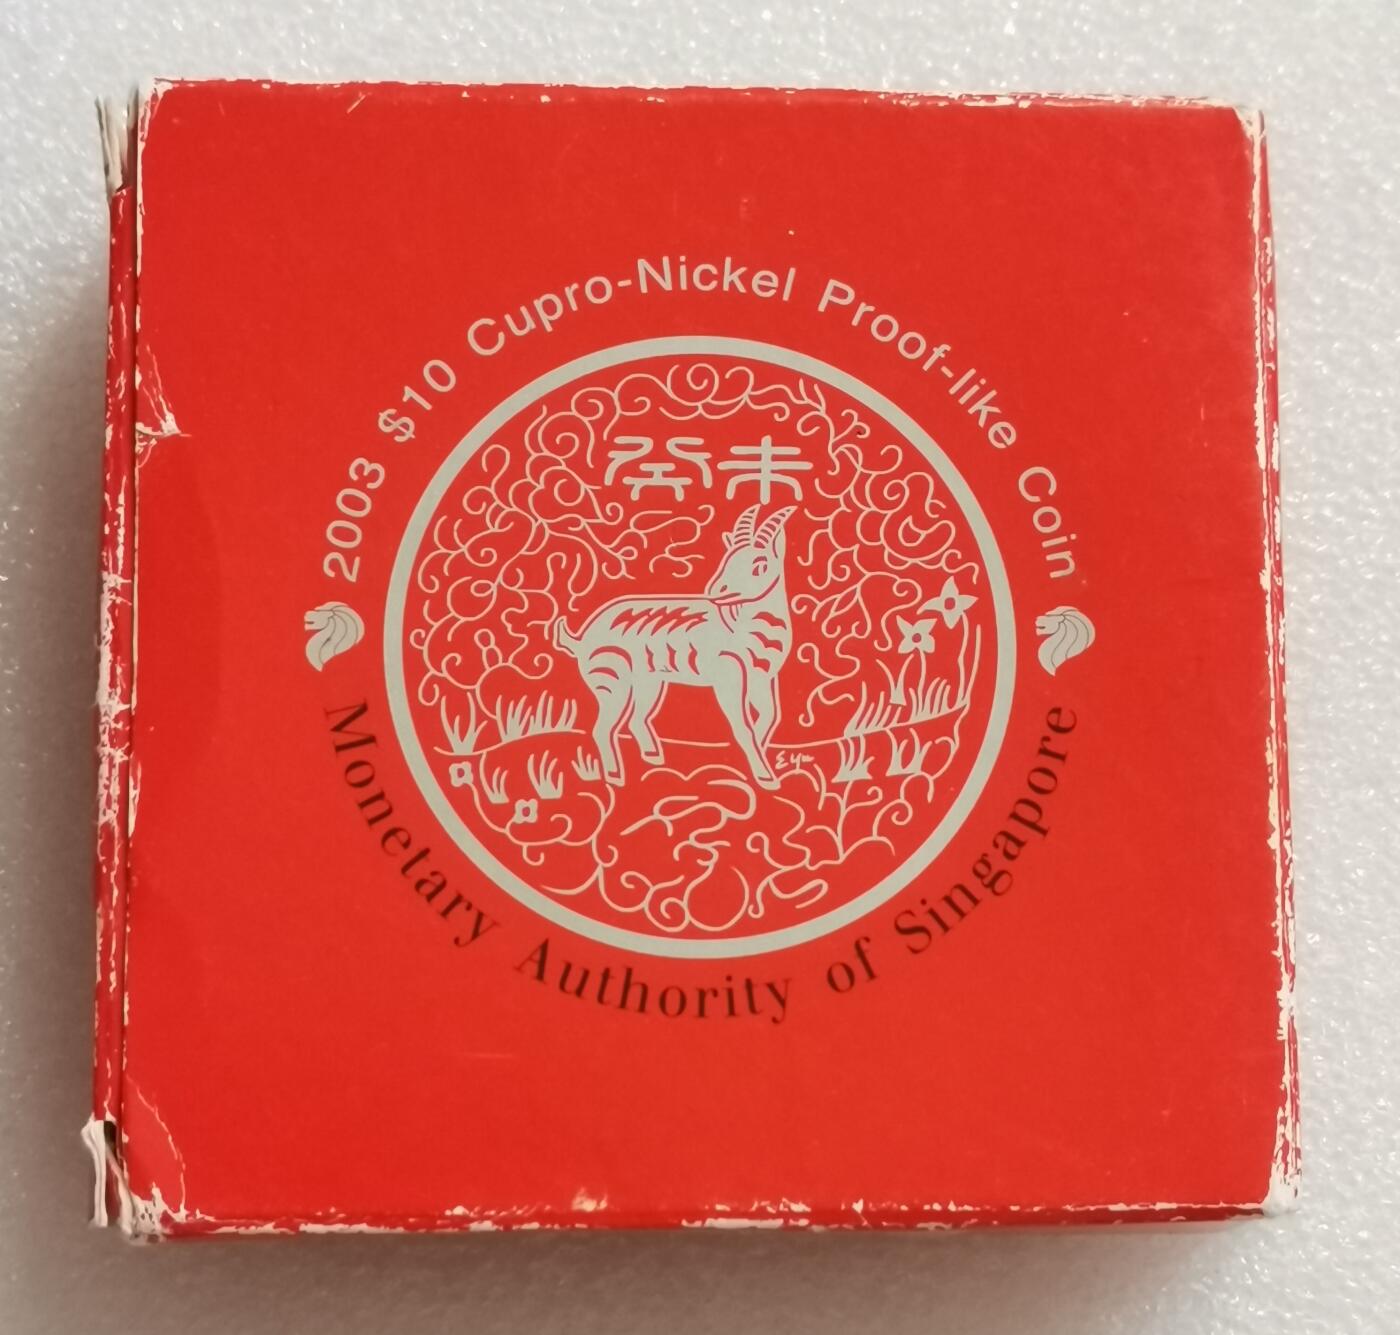 2003 $10 Cupro-Nickel Proof-like Coin
癸未
Monetary Authority of Singapore